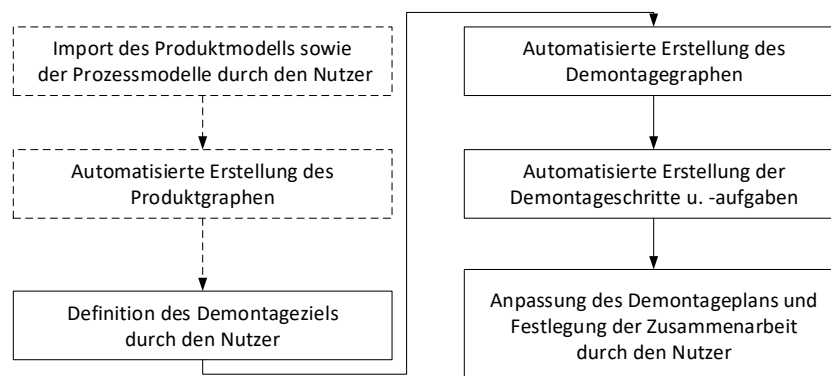 Import des Produktmodells sowie
der Prozessmodelle durch den Nutzer
Automatisierte Erstellung des
Produktgraphen
Definition des Demontageziels
durch den Nutzer
Automatisierte Erstellung des
Demontagegraphen
Automatisierte Erstellung der
Demontageschritte u. -aufgaben
Anpassung des Demontageplans und
Festlegung der Zusammenarbeit
durch den Nutzer